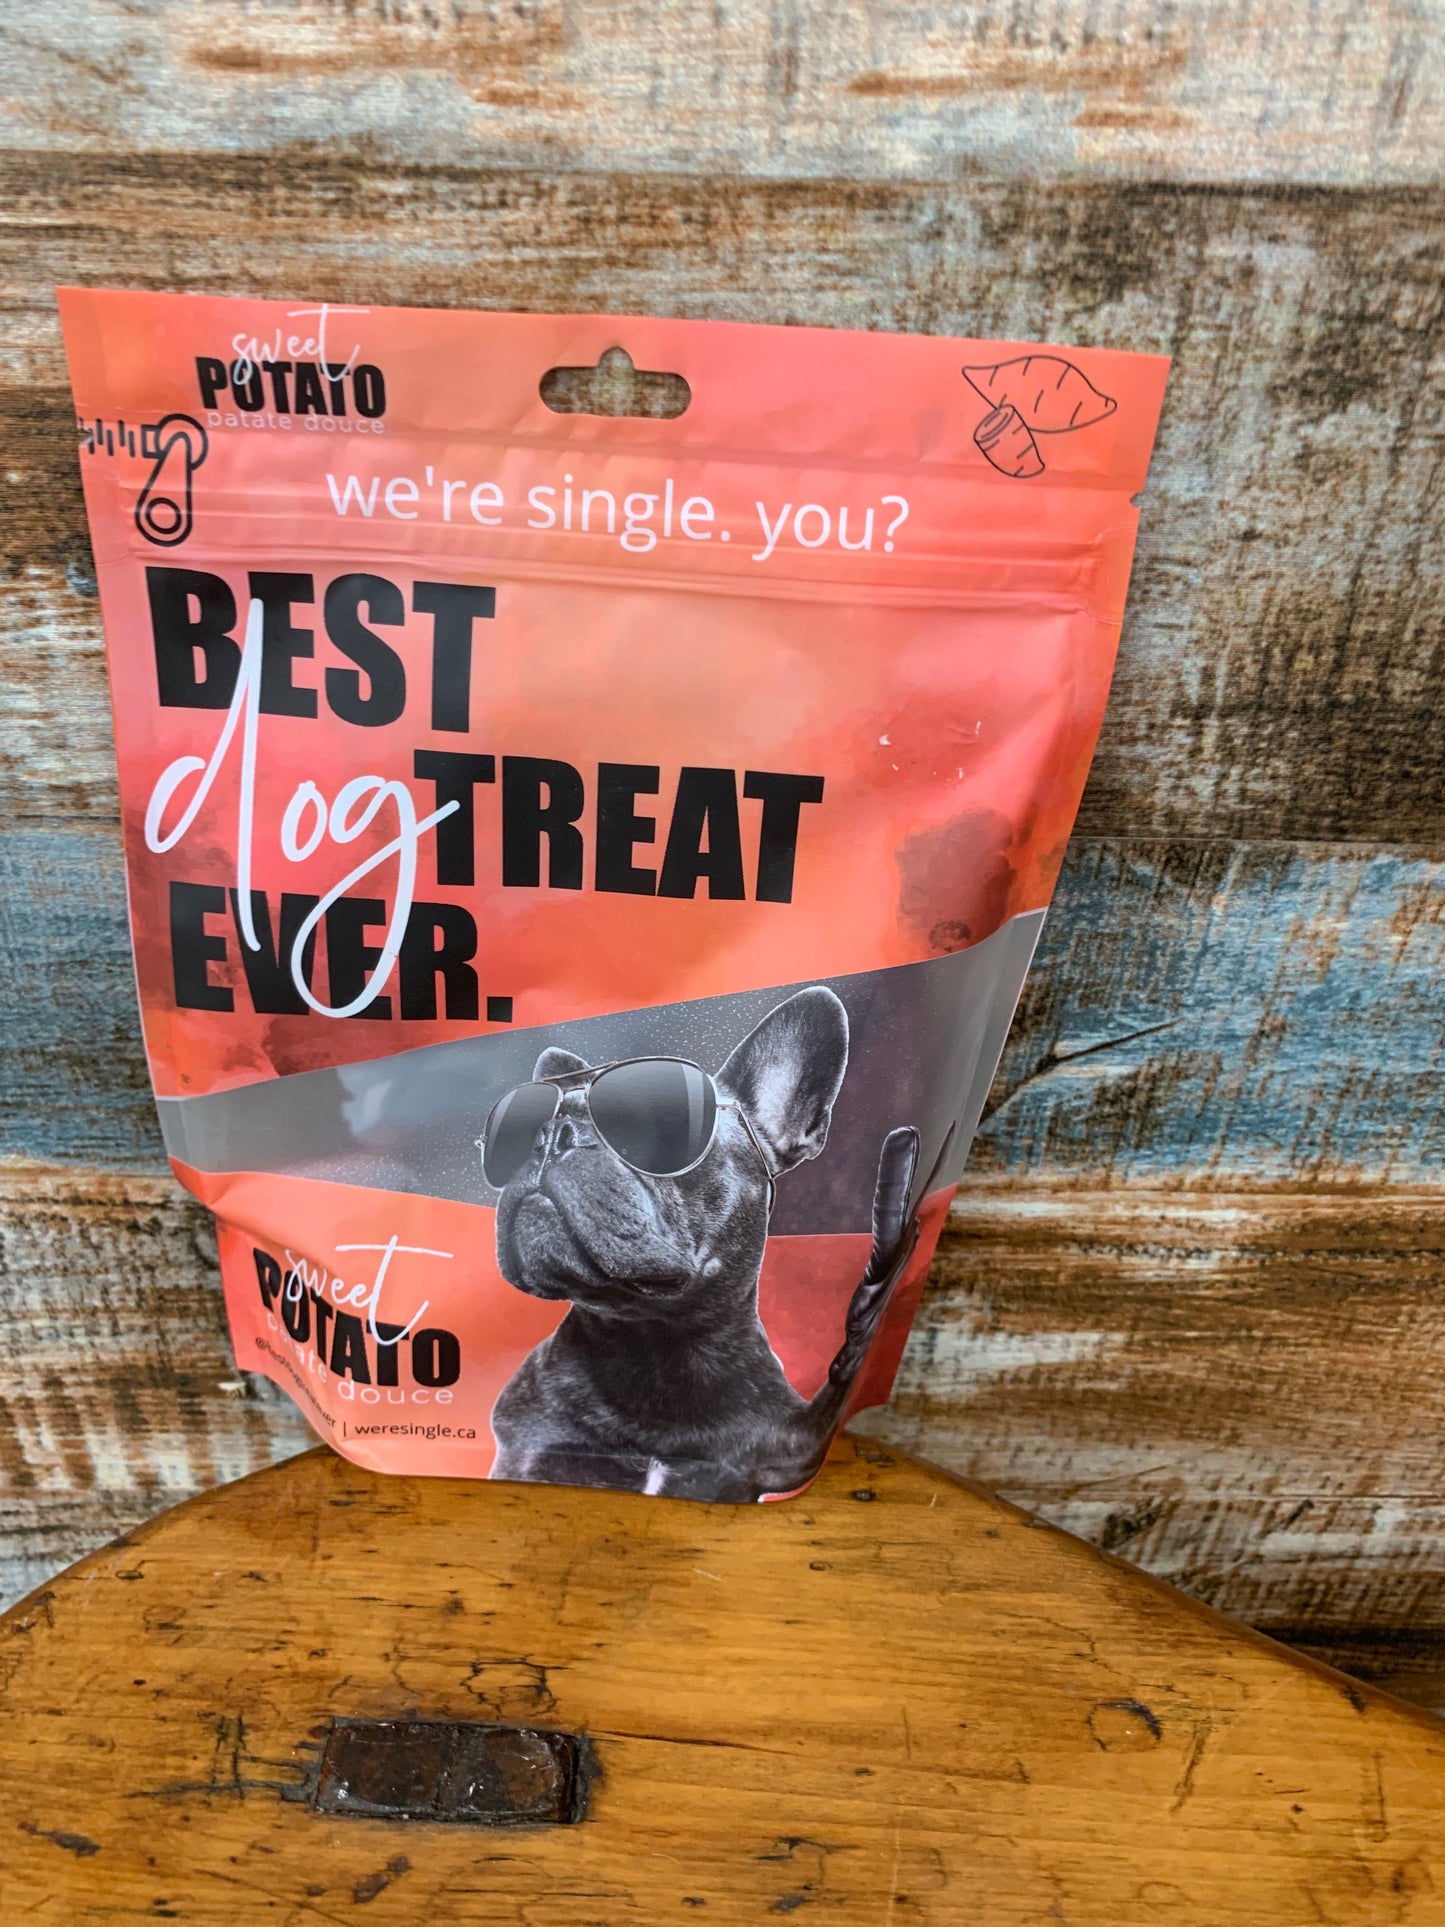 sweet
POTATO
patate douce
we're single. you?
BEST
dog TREAT
EVER.
sweet
POTATO
patate douce
| weresingle.ca